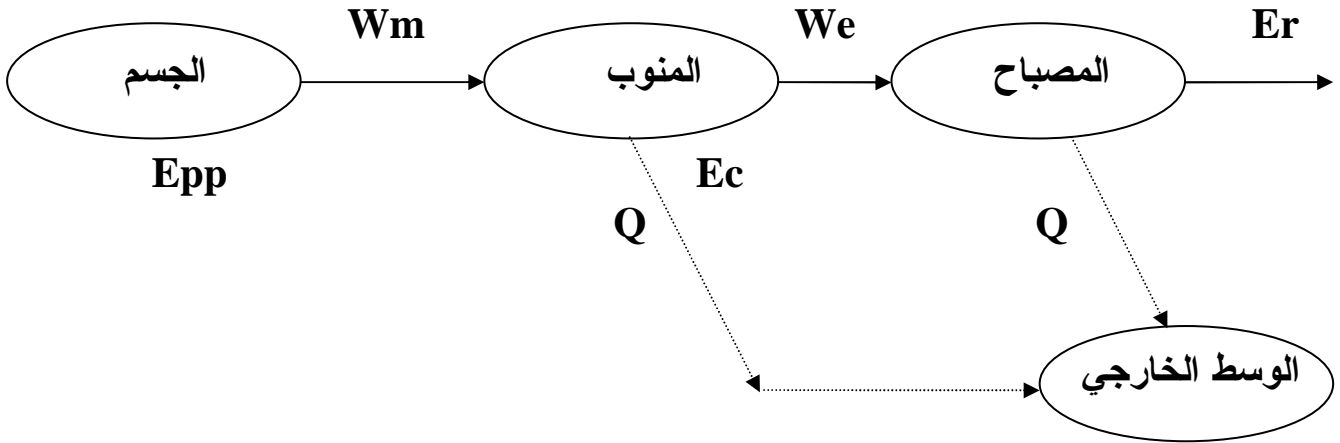 Wm
We
Er
الجسم
المنوب
المصباح
Epp
Ec
Q
Q
الوسط الخارجي